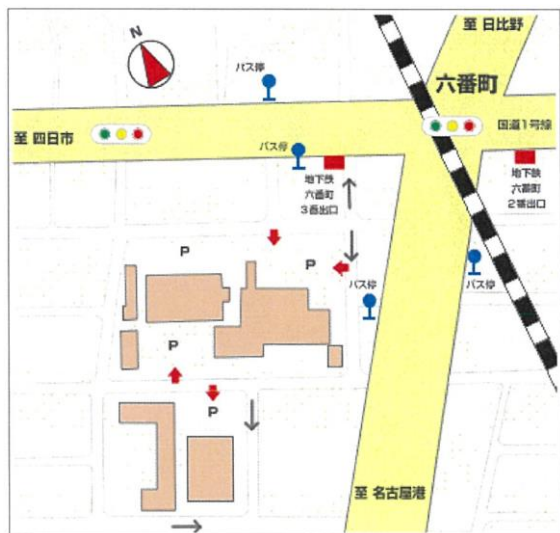 N
至 日比野
バス停
六番町
国道1号線
至 四日市
バス停
地下鉄
六番町
3番出口
地下鉄
六番町
2番出口
P
P
バス停
バス停
P
P
至 名古屋港